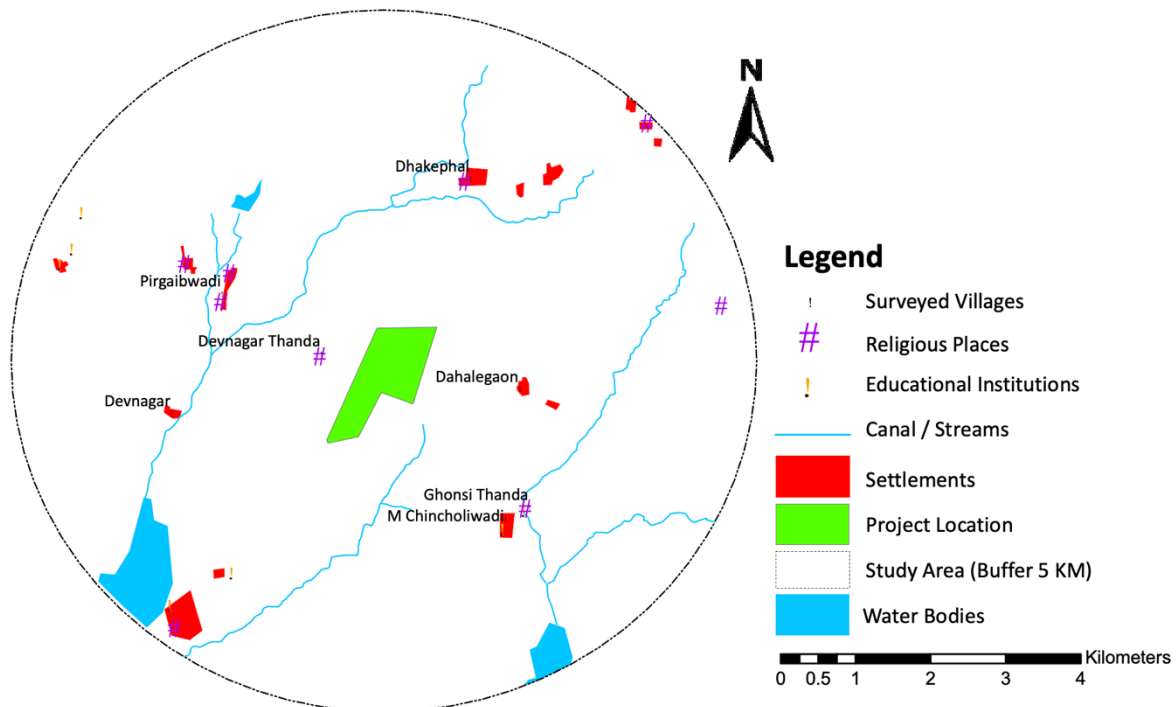 N
Dhakephal
Pirgaibwadi
Devnagar Thanda
Dahalegaon
Devnagar
Ghonsi Thanda
M Chincholiwadi
Legend
! Surveyed Villages
# Religious Places
! Educational Institutions
Canal / Streams
Settlements
Project Location
Study Area (Buffer 5 KM)
Water Bodies
Kilometers
0 0.5 1 2 3 4